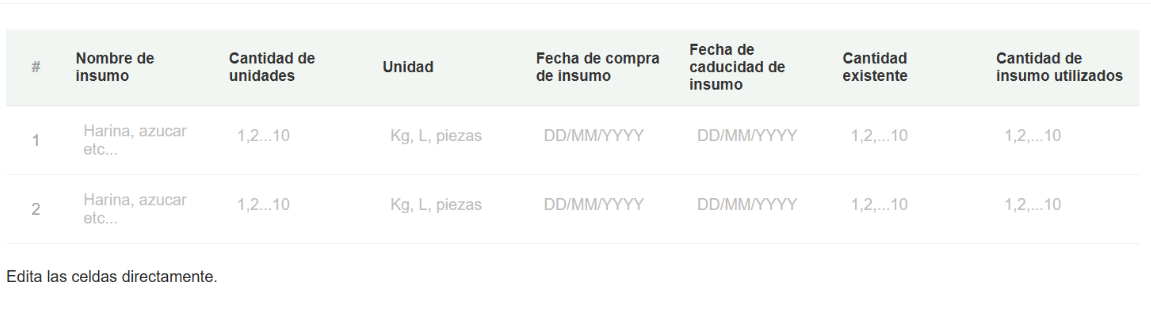 # Nombre de insumo Cantidad de unidades Unidad Fecha de compra de insumo Fecha de caducidad de insumo Cantidad existente Cantidad de insumo utilizados
1 Harina, azucar etc... 1,2...10 Kg, L, piezas DD/MM/YYYY DD/MM/YYYY 1,2,...10 1,2,...10
2 Harina, azucar etc... 1,2...10 Kg, L, piezas DD/MM/YYYY DD/MM/YYYY 1,2,...10 1,2,...10
Edita las celdas directamente.